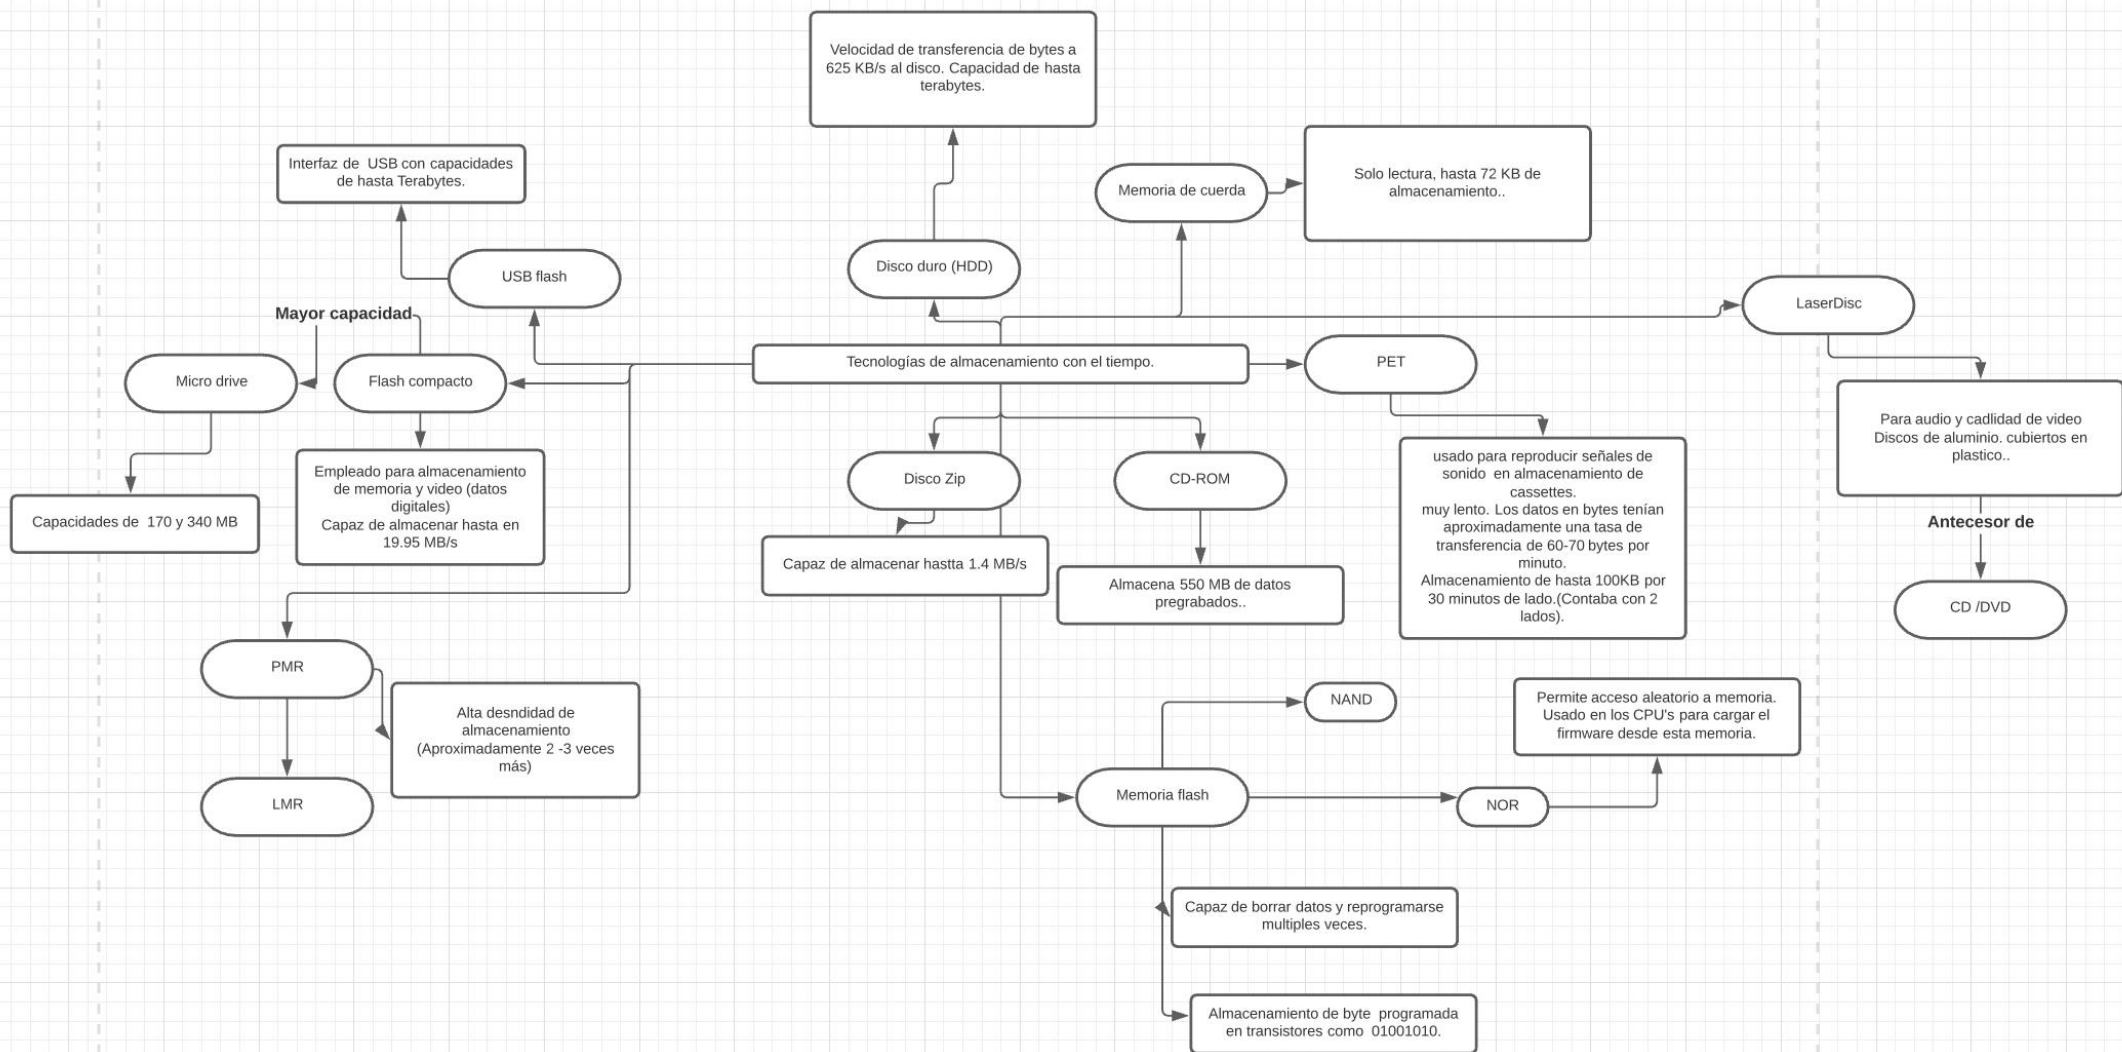 Velocidad de transferencia de bytes a
625 KB/s al disco. Capacidad de hasta
terabytes.
Interfaz de USB con capacidades
de hasta Terabytes.
Memoria de cuerda
Solo lectura, hasta 72 KB de
almacenamiento..
USB flash
Disco duro (HDD)
LaserDisc
Mayor capacidad
Micro drive
Flash compacto
Tecnologías de almacenamiento con el tiempo.
PET
Para audio y cadlidad de video
Discos de aluminio. cubiertos en
plastico..
Capacidades de 170 y 340 MB
Empleado para almacenamiento
de memoria y video (datos
digitales)
Capaz de almacenar hasta en
19.95 MB/s
Disco Zip
CD-ROM
usado para reproducir señales de
sonido en almacenamiento de
cassettes.
muy lento. Los datos en bytes tenían
aproximadamente una tasa de
transferencia de 60-70 bytes por
minuto.
Almacenamiento de hasta 100KB por
30 minutos de lado.(Contaba con 2
lados).
Antecesor de
Capaz de almacenar hastta 1.4 MB/s
Almacena 550 MB de datos
pregrabados..
CD /DVD
PMR
Alta desndidad de
almacenamiento
(Aproximadamente 2 -3 veces
más)
LMR
NAND
Permite acceso aleatorio a memoria.
Usado en los CPU's para cargar el
firmware desde esta memoria.
Memoria flash
NOR
Capaz de borrar datos y reprogramarse
multiples veces.
Almacenamiento de byte programada
en transistores como 01001010.